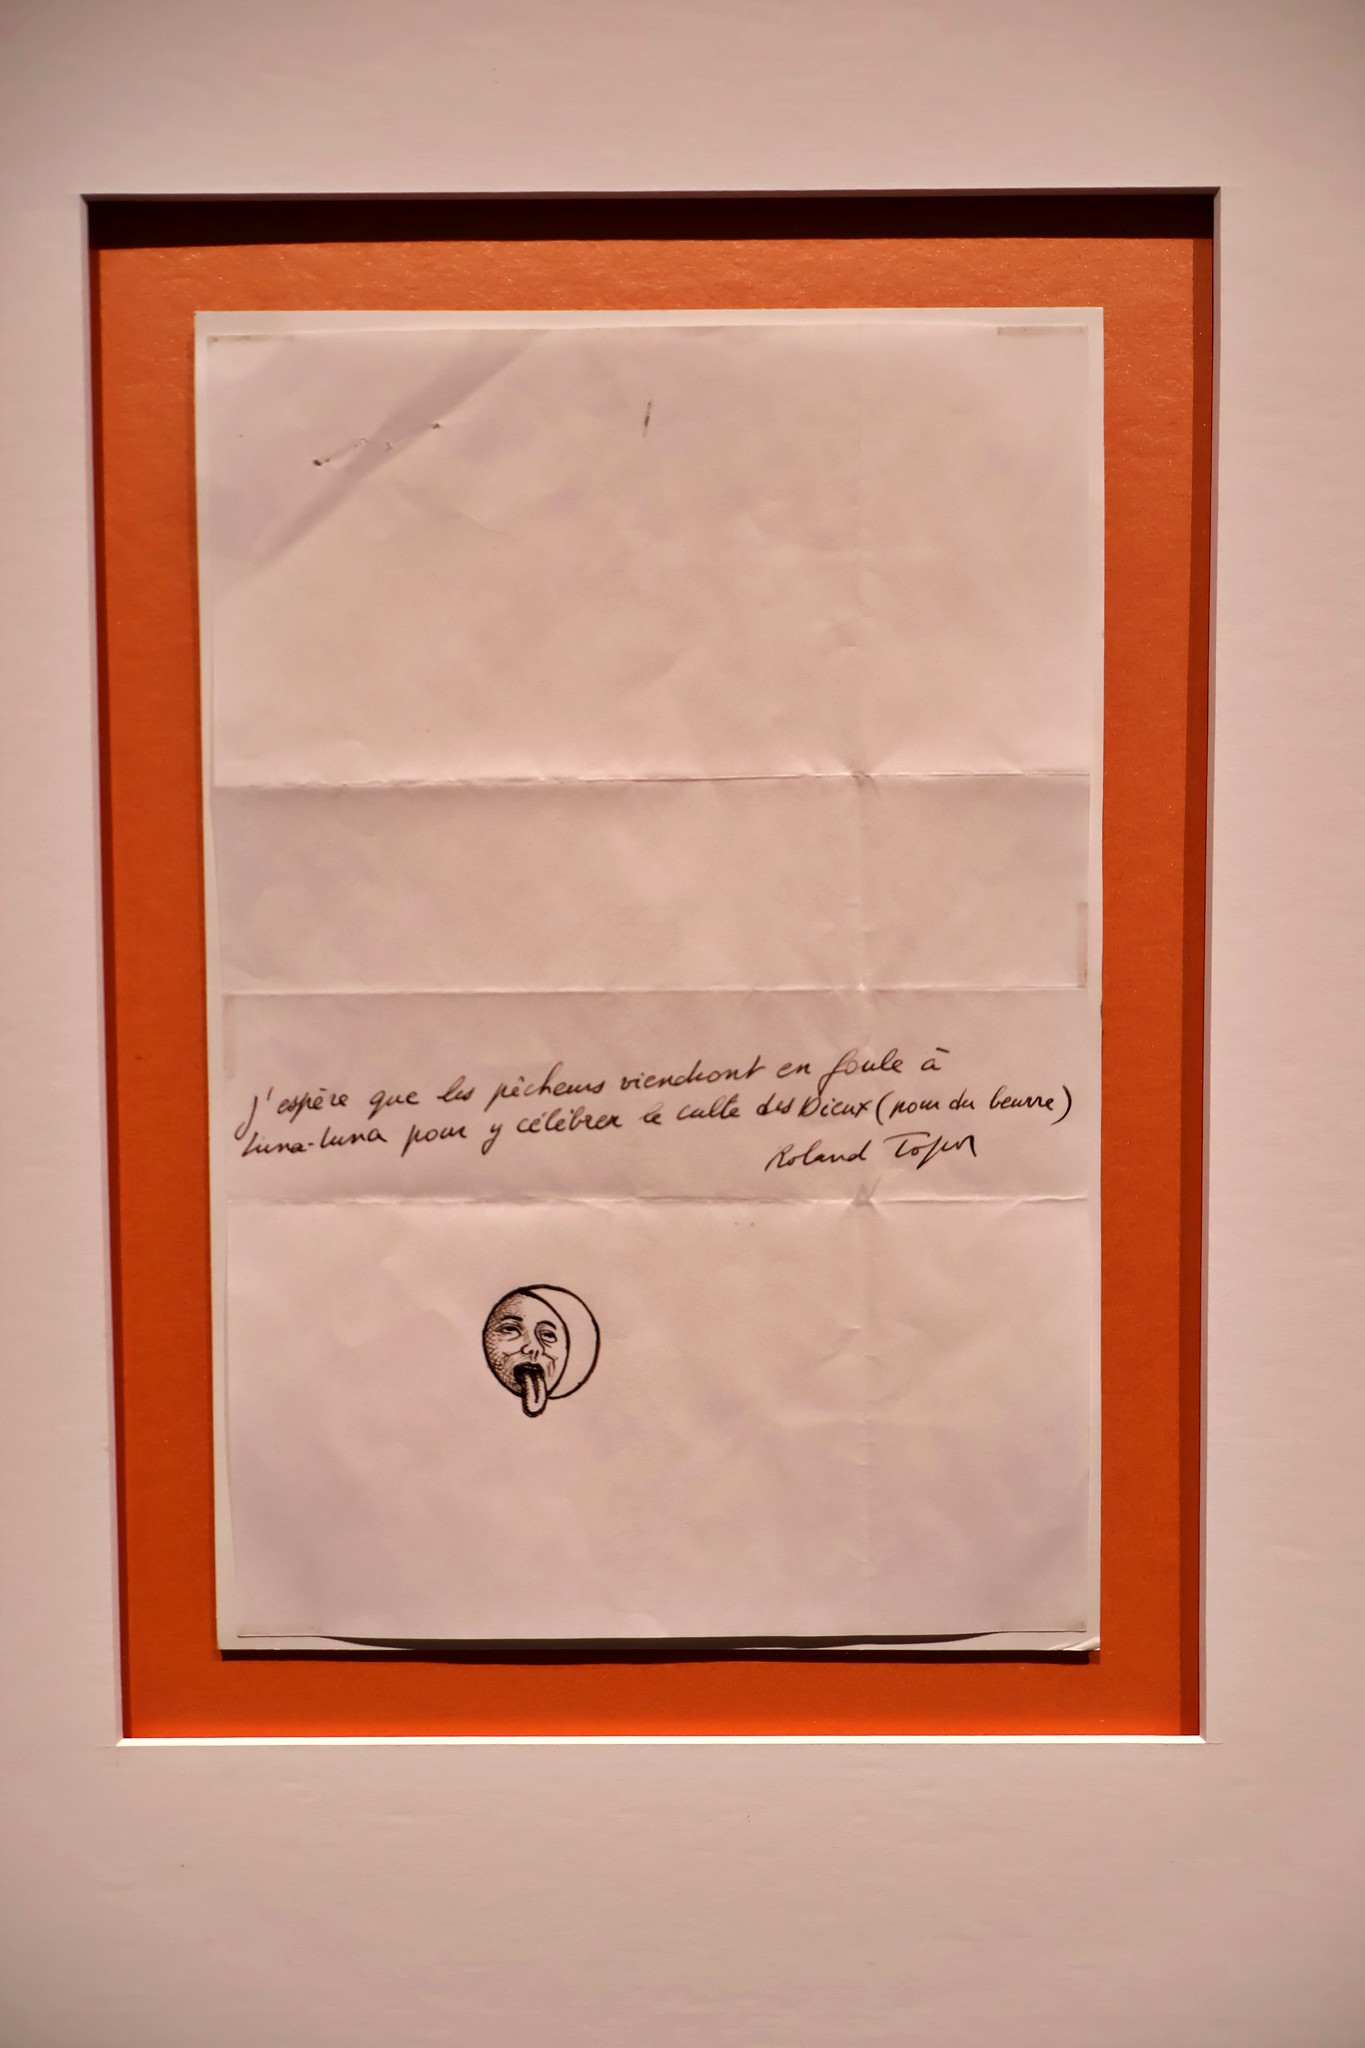 J'espère que les pêcheurs viendront en foule à
Luna-Luna pour y célébrer le culte des Dieux (pour du beurre)
Roland Topor